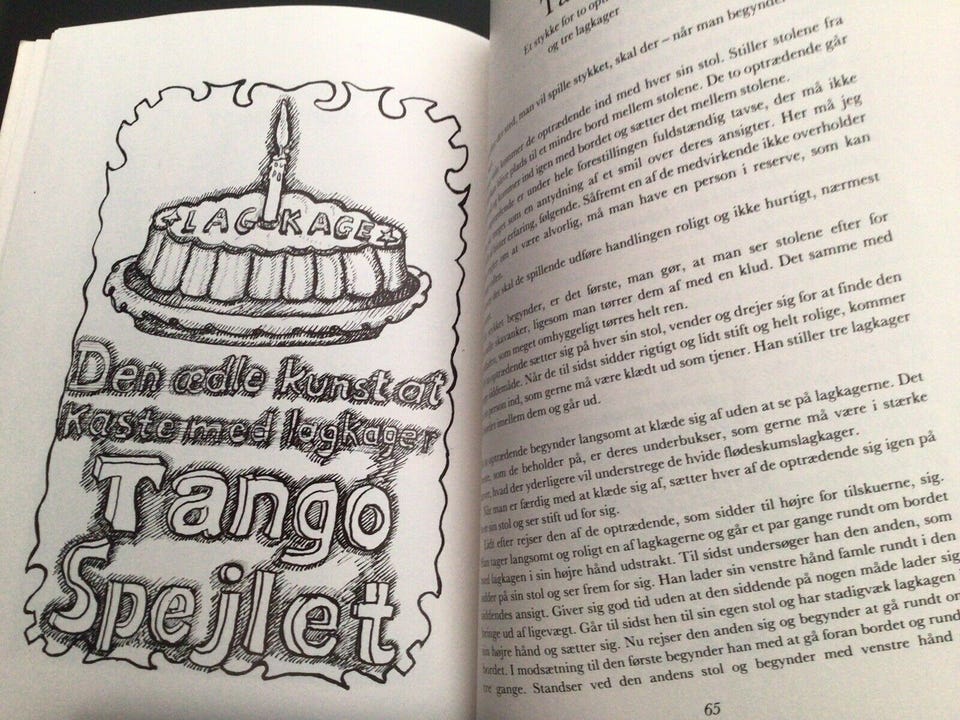 LAGKAGE
Den ædle kunst at
kaste med lagkager
Tango
Spejlet
Et stykke for to
og tre lagkager
sted, man vil spille stykket, skal der – når man begynder
kommer de optrædende ind med hver sin stol. Stiller stolene fra
plads til et mindre bord mellem stolene. De to optrædende går
kommer ind igen med bordet og sætter det mellem stolene.
er under hele forestillingen fuldstændig tavse, der må ikke
som en antydning af et smil over deres ansigter. Her må jeg
erfaring, følgende. Såfremt en af de medvirkende ikke overholder
om at være alvorlig, må man have en person i reserve, som kan
skal de spillende udføre handlingen roligt og ikke hurtigt, nærmest
begynder, er det første, man gør, at man ser stolene efter for
skavanker, ligesom man tørrer dem af med en klud. Det samme med
som meget omhyggeligt tørres helt ren.
optrædende sætter sig på hver sin stol, vender og drejer sig for at finde den
siddemåde. Når de til sidst sidder rigtigt og lidt stift og helt rolige, kommer
person ind, som gerne må være klædt ud som tjener. Han stiller tre lagkager
imellem dem og går ud.
optrædende begynder langsomt at klæde sig af uden at se på lagkagerne. Det
som de beholder på, er deres underbukser, som gerne må være i stærke
hvad der yderligere vil understrege de hvide flødeskumslagkager.
Når man er færdig med at klæde sig af, sætter hver af de optrædende sig igen på
sin stol og ser stift ud for sig.
Lidt efter rejser den af de optrædende, som sidder til højre for tilskuerne, sig.
Han tager langsomt og roligt en af lagkagerne og går et par gange rundt om bordet
med lagkagen i sin højre hånd udstrakt. Til sidst undersøger han den anden, som
sidder på sin stol og ser frem for sig. Han lader sin venstre hånd famle rundt i den
siddendes ansigt. Giver sig god tid uden at den siddende på nogen måde lader sig
bringe ud af ligevægt. Går til sidst hen til sin egen stol og har stadigvæk lagkagen
højre hånd og sætter sig. Nu rejser den anden sig og begynder at gå rundt
bordet. I modsætning til den første begynder han med at gå foran bordet og
tre gange. Standser ved den andens stol og begynder med venstre hånd
65